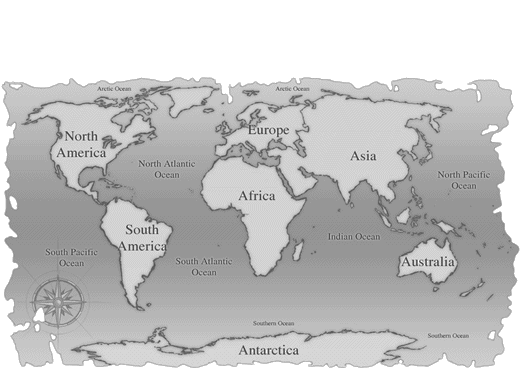 Arctic Ocean
Arctic Ocean
North
America
Europe
Asia
North Atlantic
Ocean
North Pacific
Ocean
Africa
South
America
Indian Ocean
South Pacific
Ocean
South Atlantic
Ocean
Australia
Southern Ocean
Southern Ocean
Antarctica